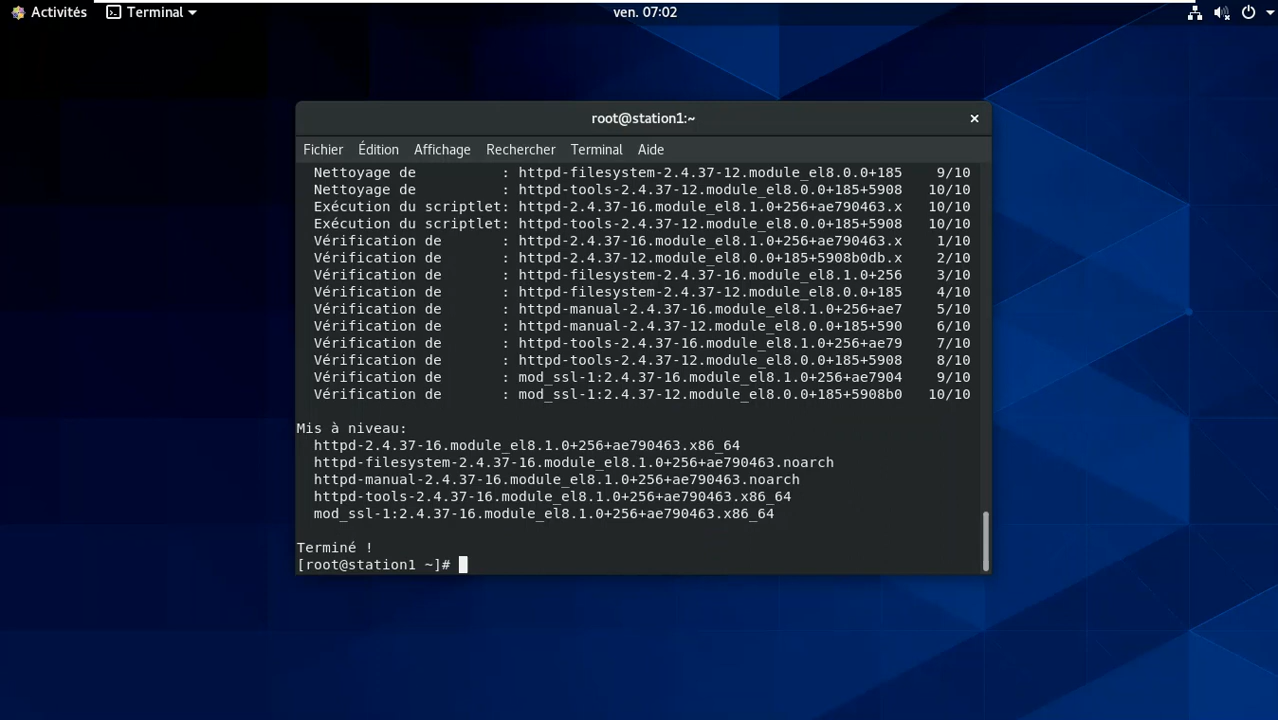 Activités Terminal ven. 07:02
root@station1:~
Fichier Édition Affichage Rechercher Terminal Aide
Nettoyage de : httpd-filesystem-2.4.37-12.module_el8.0.0+185 9/10
Nettoyage de : httpd-tools-2.4.37-12.module_el8.0.0+185+5908 10/10
Exécution du scriptlet: httpd-2.4.37-16.module_el8.1.0+256+ae790463.x 10/10
Exécution du scriptlet: httpd-tools-2.4.37-12.module_el8.0.0+185+5908 10/10
Vérification de : httpd-2.4.37-16.module_el8.1.0+256+ae790463.x 1/10
Vérification de : httpd-2.4.37-12.module_el8.0.0+185+5908b0db.x 2/10
Vérification de : httpd-filesystem-2.4.37-16.module_el8.1.0+256 3/10
Vérification de : httpd-filesystem-2.4.37-12.module_el8.0.0+185 4/10
Vérification de : httpd-manual-2.4.37-16.module_el8.1.0+256+ae7 5/10
Vérification de : httpd-manual-2.4.37-12.module_el8.0.0+185+590 6/10
Vérification de : httpd-tools-2.4.37-16.module_el8.1.0+256+ae79 7/10
Vérification de : httpd-tools-2.4.37-12.module_el8.0.0+185+5908 8/10
Vérification de : mod_ssl-1:2.4.37-16.module_el8.1.0+256+ae7904 9/10
Vérification de : mod_ssl-1:2.4.37-12.module_el8.0.0+185+5908b0 10/10
Mis à niveau:
httpd-2.4.37-16.module_el8.1.0+256+ae790463.x86_64
httpd-filesystem-2.4.37-16.module_el8.1.0+256+ae790463.noarch
httpd-manual-2.4.37-16.module_el8.1.0+256+ae790463.noarch
httpd-tools-2.4.37-16.module_el8.1.0+256+ae790463.x86_64
mod_ssl-1:2.4.37-16.module_el8.1.0+256+ae790463.x86_64
Terminé !
[root@station1 ~]#